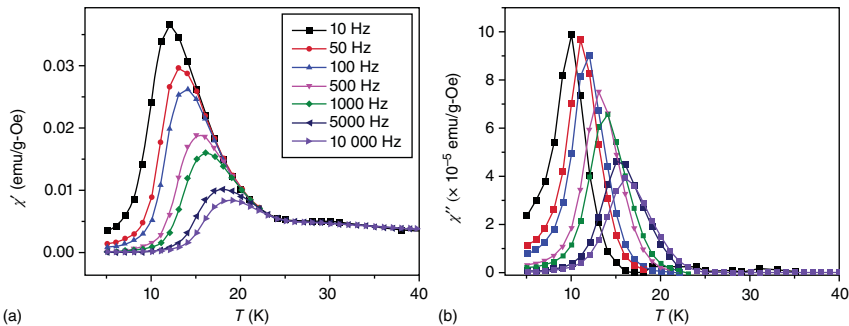 χ′ (emu/g-Oe)
0.03
0.02
0.01
0.00
10 20 30 40
T (K)
(a)
10 Hz
50 Hz
100 Hz
500 Hz
1000 Hz
5000 Hz
10 000 Hz
χ′′ (× 10⁻⁵ emu/g-Oe)
10
8
6
4
2
0
0 10 20 30 40
T (K)
(b)